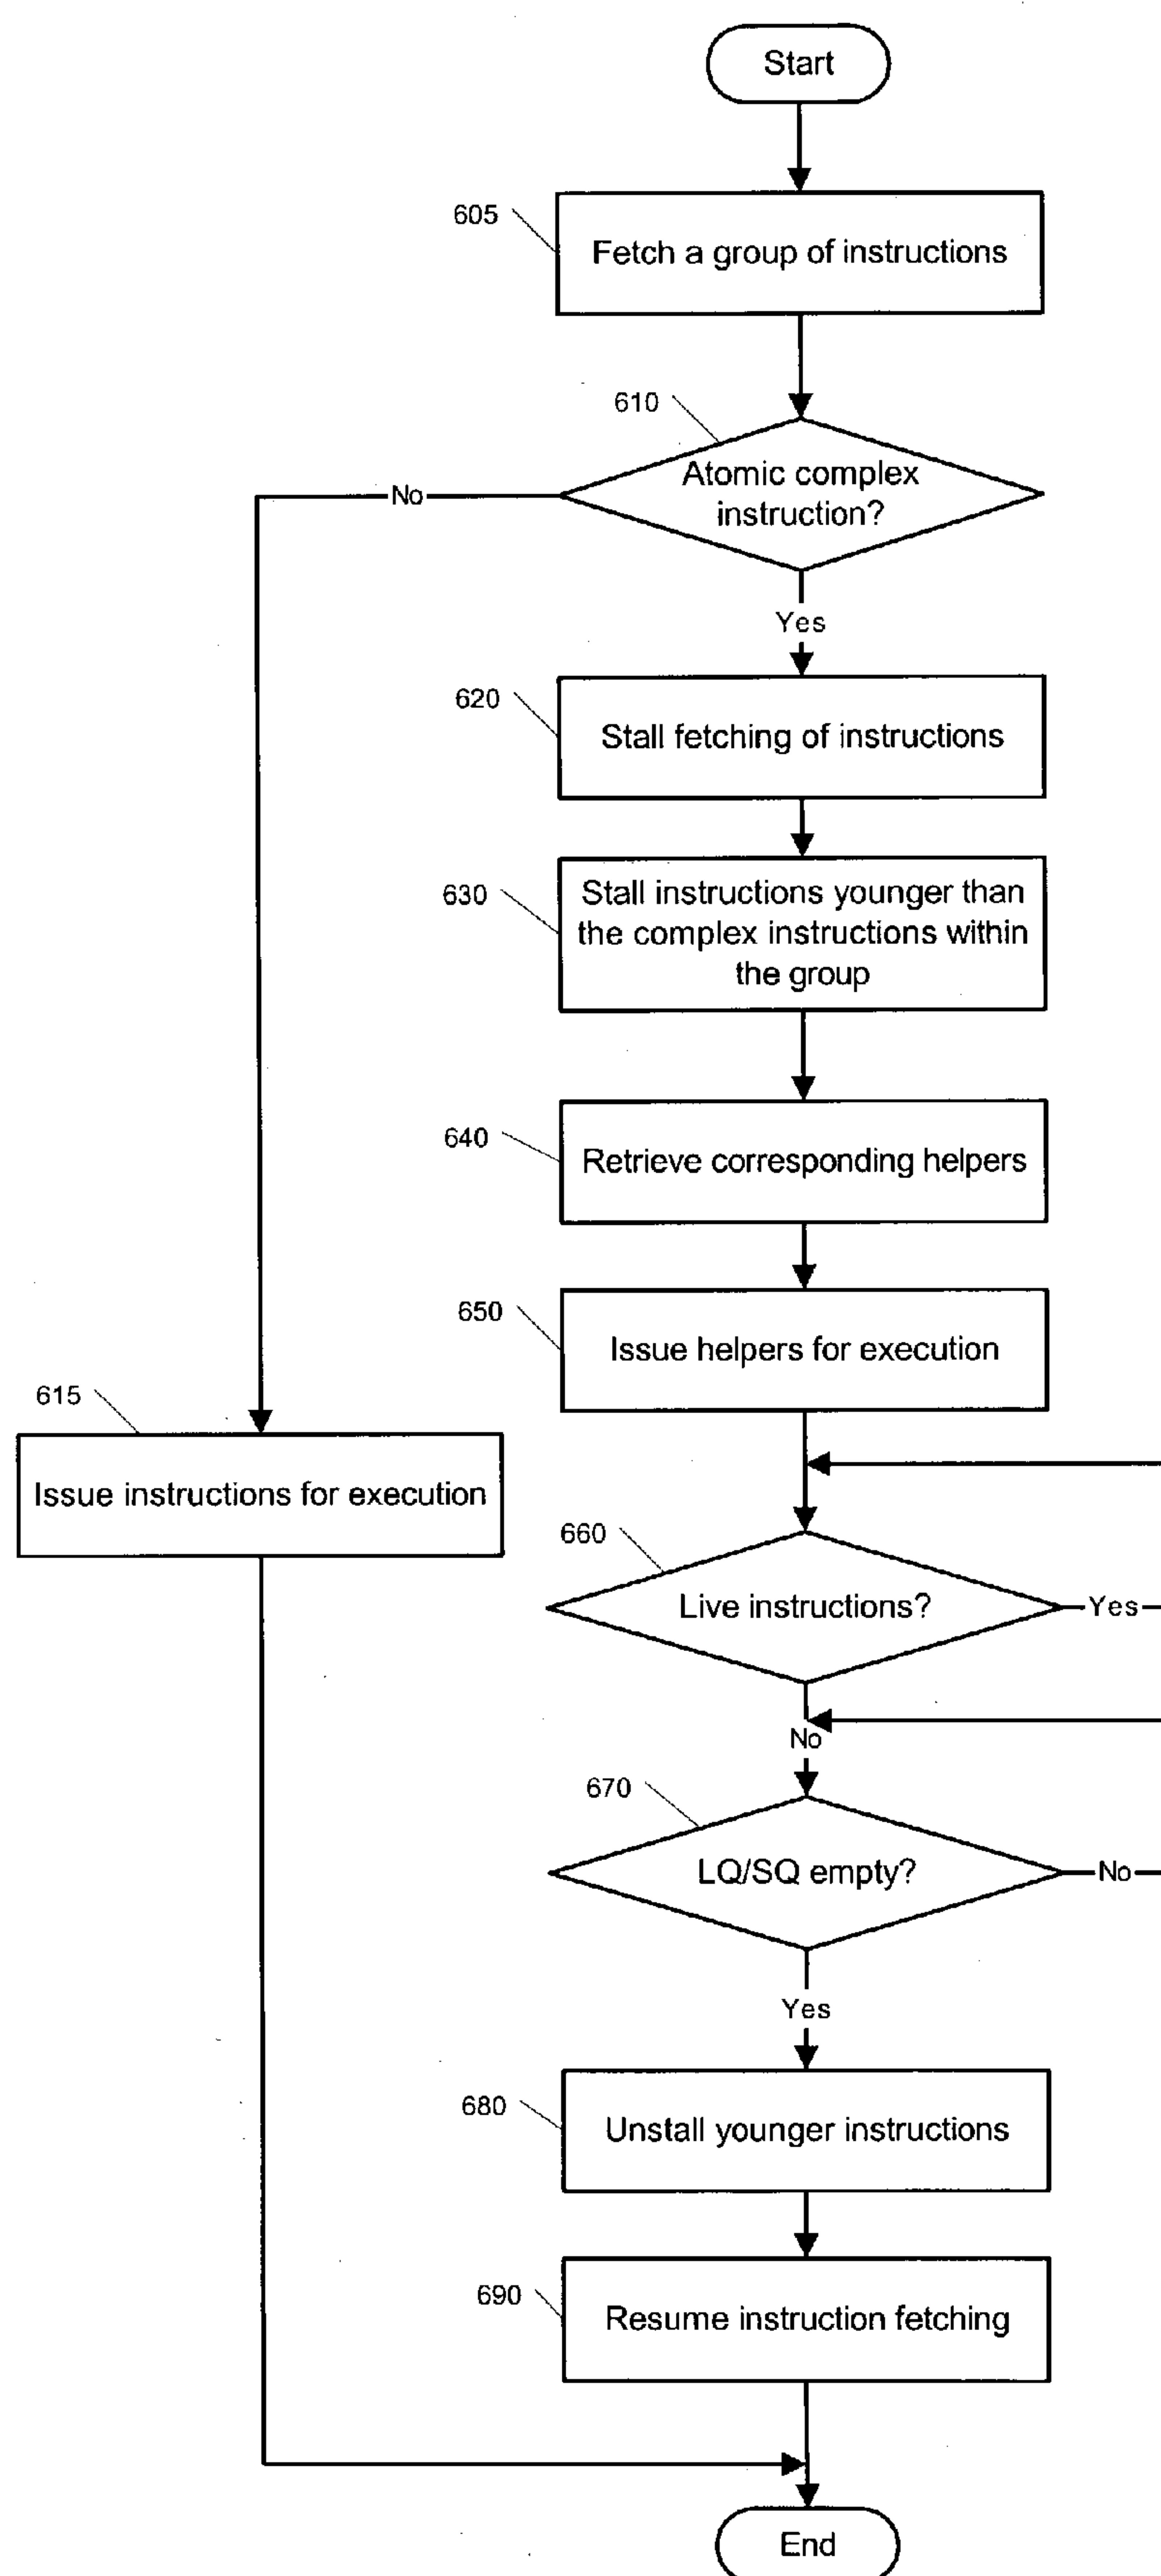 Start
605
Fetch a group of instructions
610
Atomic complex
instruction?
No
Yes
620
Stall fetching of instructions
630
Stall instructions younger than
the complex instructions within
the group
640
Retrieve corresponding helpers
650
Issue helpers for execution
615
Issue instructions for execution
660
Live instructions?
Yes
No
670
LQ/SQ empty?
No
Yes
680
Unstall younger instructions
690
Resume instruction fetching
End